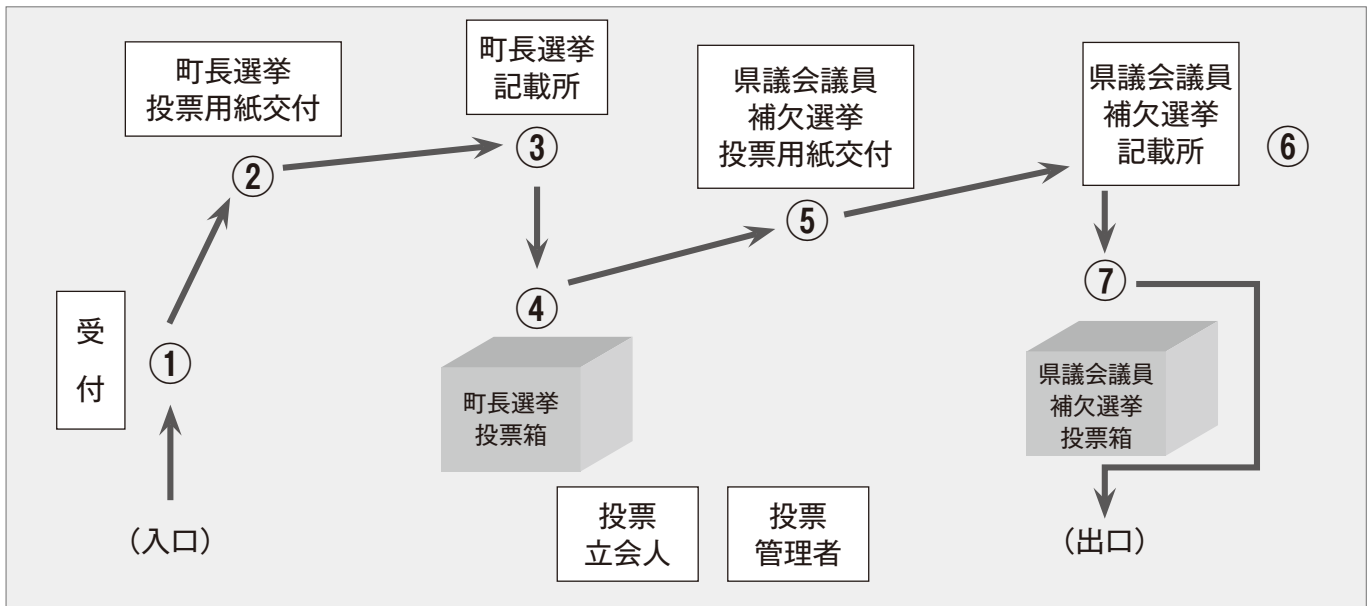 町長選挙
投票用紙交付
町長選挙
記載所
県議会議員
補欠選挙
投票用紙交付
県議会議員
補欠選挙
記載所
⑥
③
②
⑤
⑦
④
受
付
①
町長選挙
投票箱
県議会議員
補欠選挙
投票箱
投票
立会人
投票
管理者
（入口）
（出口）